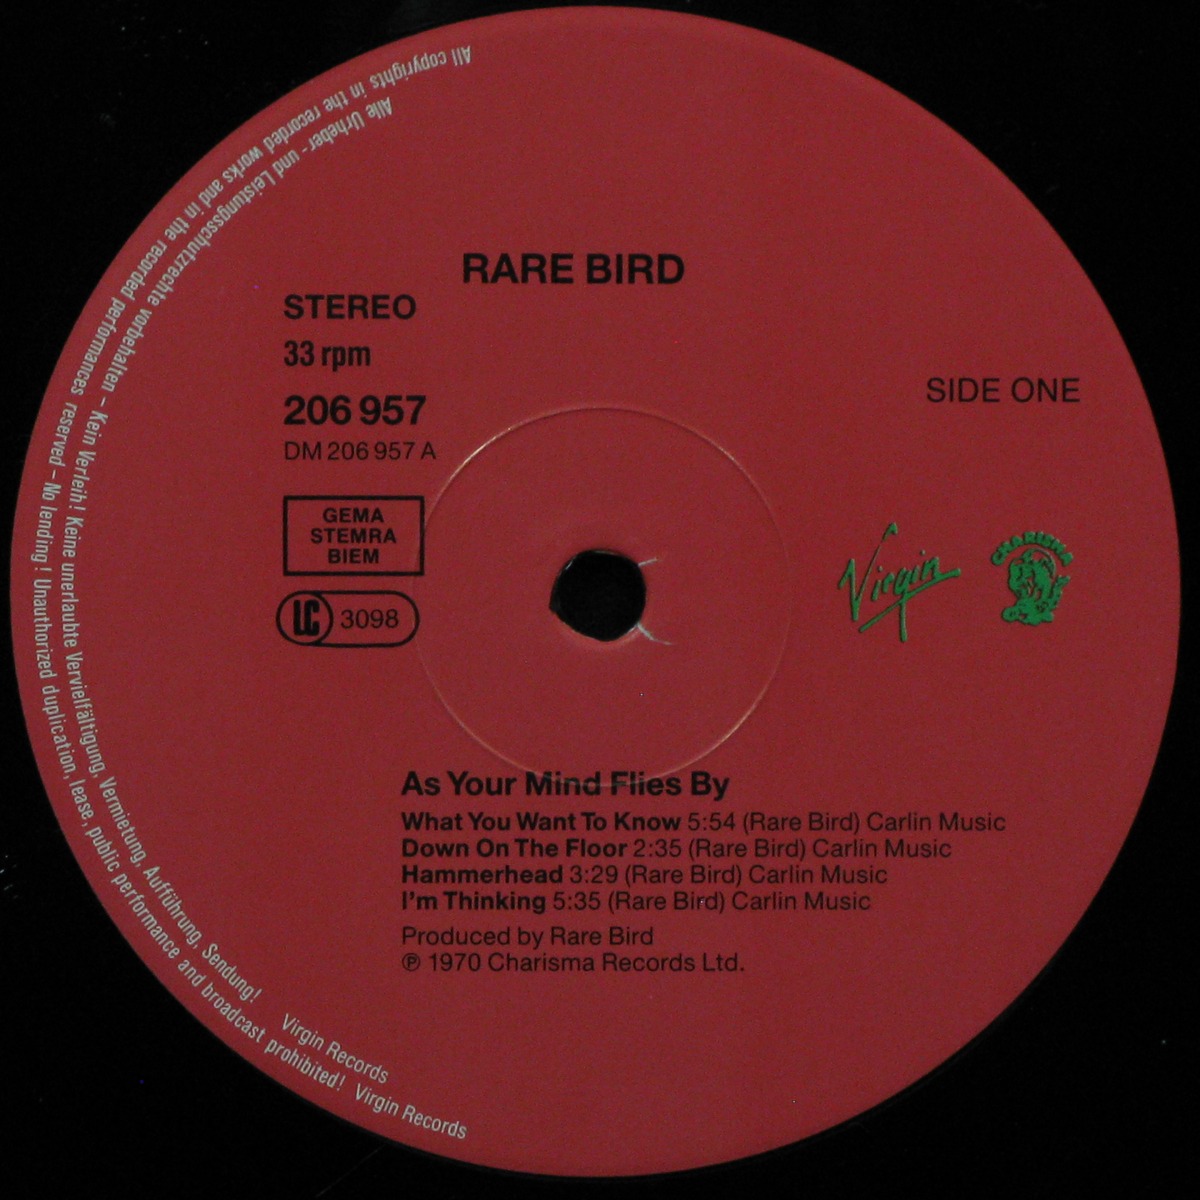 RARE BIRD
STEREO
33 rpm
206 957
DM 206 957 A
SIDE ONE
GEMA
STEMRA
BIEM
LC 3098
Virgin
CHARISMA
As Your Mind Flies By
What You Want To Know 5:54 (Rare Bird) Carlin Music
Down On The Floor 2:35 (Rare Bird) Carlin Music
Hammerhead 3:29 (Rare Bird) Carlin Music
I'm Thinking 5:35 (Rare Bird) Carlin Music
Produced by Rare Bird
℗ 1970 Charisma Records Ltd.
Alle Urheber- und Leistungsschutzrechte vorbehalten – Kein Verleih! Keine unerlaubte Vervielfältigung, Vermietung, Aufführung, Sendung! Virgin Records
All copyrights in the recorded works and in the recorded performances reserved – No lending! Unauthorized duplication, lease, public performance and broadcast prohibited! Virgin Records